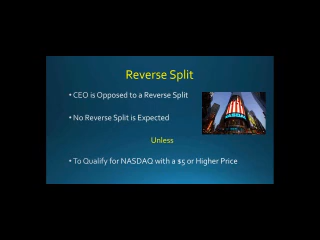 Reverse Split
• CEO is Opposed to a Reverse Split
• No Reverse Split is Expected
Unless
• To Qualify for NASDAQ with a $5 or Higher Price
NASDAQ